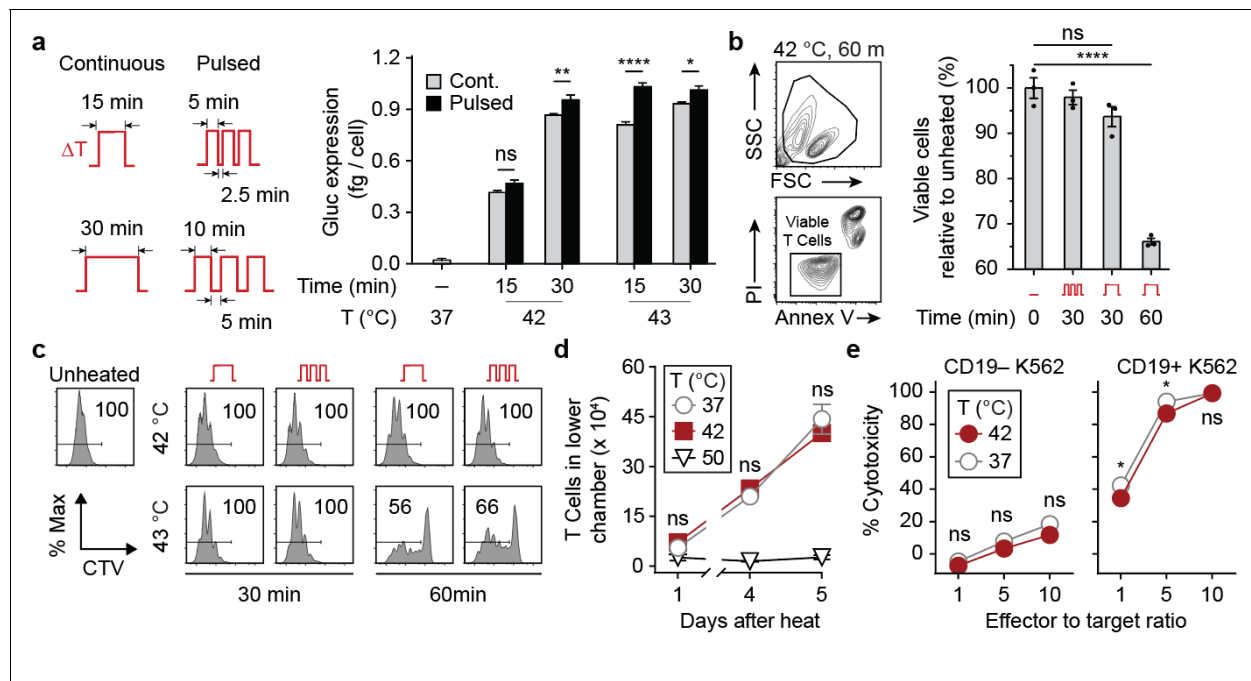 a
Continuous Pulsed
15 min 5 min
ΔT
2.5 min
30 min 10 min
5 min
Gluc expression
(fg / cell)
1.2
0.9
0.6
0.3
0.0
Cont.
Pulsed
ns ** **** *
Time (min) – 15 30 15 30
T (°C) 37 42 43
b
42 °C, 60 m
SSC
FSC
Viable
T Cells
PI
Annex V
Viable cells
relative to unheated (%)
100
90
80
70
60
ns
****
Time (min) 0 30 30 60
c
Unheated
100
42 °C
100 100 100 100
43 °C
100 100 56 66
% Max
CTV
30 min 60min
d
T Cells in lower
chamber (x 10⁴)
60
45
30
15
0
T (°C)
37
42
50
ns ns ns
1 4 5
Days after heat
e
CD19– K562 CD19+ K562
% Cytotoxicity
100
80
60
40
20
0
T (°C)
42
37
ns ns ns
* * ns
1 5 10 1 5 10
Effector to target ratio